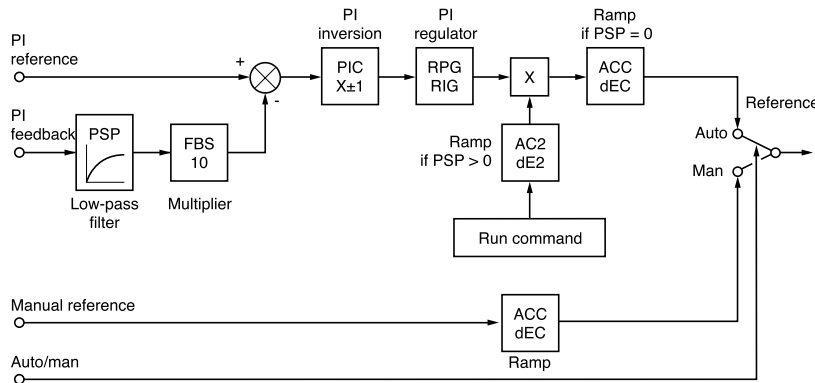 PI
reference
+
-
PI
inversion
PIC
X±1
PI
regulator
RPG
RIG
X
Ramp
if PSP = 0
ACC
dEC
Reference
PI
feedback
PSP
Low-pass
filter
FBS
10
Multiplier
Ramp
if PSP > 0
AC2
dE2
Run command
Auto
Man
Manual reference
ACC
dEC
Ramp
Auto/man